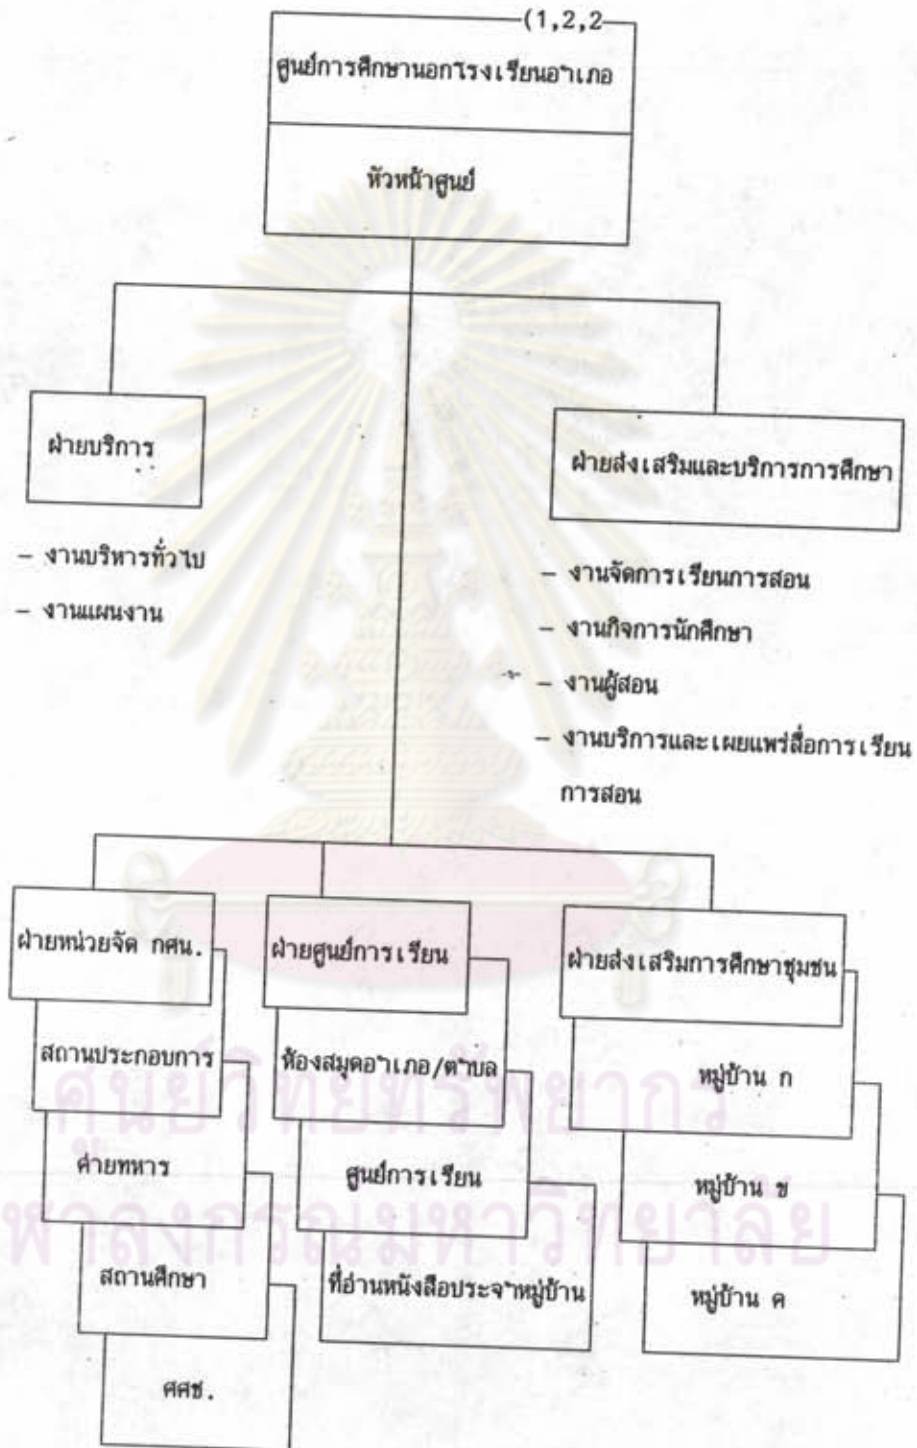 (1,2,2
ศูนย์การศึกษานอกโรงเรียนอำเภอ
หัวหน้าศูนย์
ฝ่ายบริการ
ฝ่ายส่งเสริมและบริการการศึกษา
- งานบริหารทั่วไป
- งานแผนงาน
- งานจัดการเรียนการสอน
- งานกิจการนักศึกษา
- งานผู้สอน
- งานบริการและเผยแพร่สื่อการเรียน
การสอน
ฝ่ายหน่วยจัด กศน.
สถานประกอบการ
ค่ายทหาร
สถานศึกษา
ศศช.
ฝ่ายศูนย์การเรียน
ห้องสมุดอำเภอ/ตำบล
ศูนย์การเรียน
ที่อ่านหนังสือประจำหมู่บ้าน
ฝ่ายส่งเสริมการศึกษาชุมชน
หมู่บ้าน ก
หมู่บ้าน ข
หมู่บ้าน ค
ศูนย์วิทยทรัพยากร
ฬาลงกรณมหาวิทยาลัย